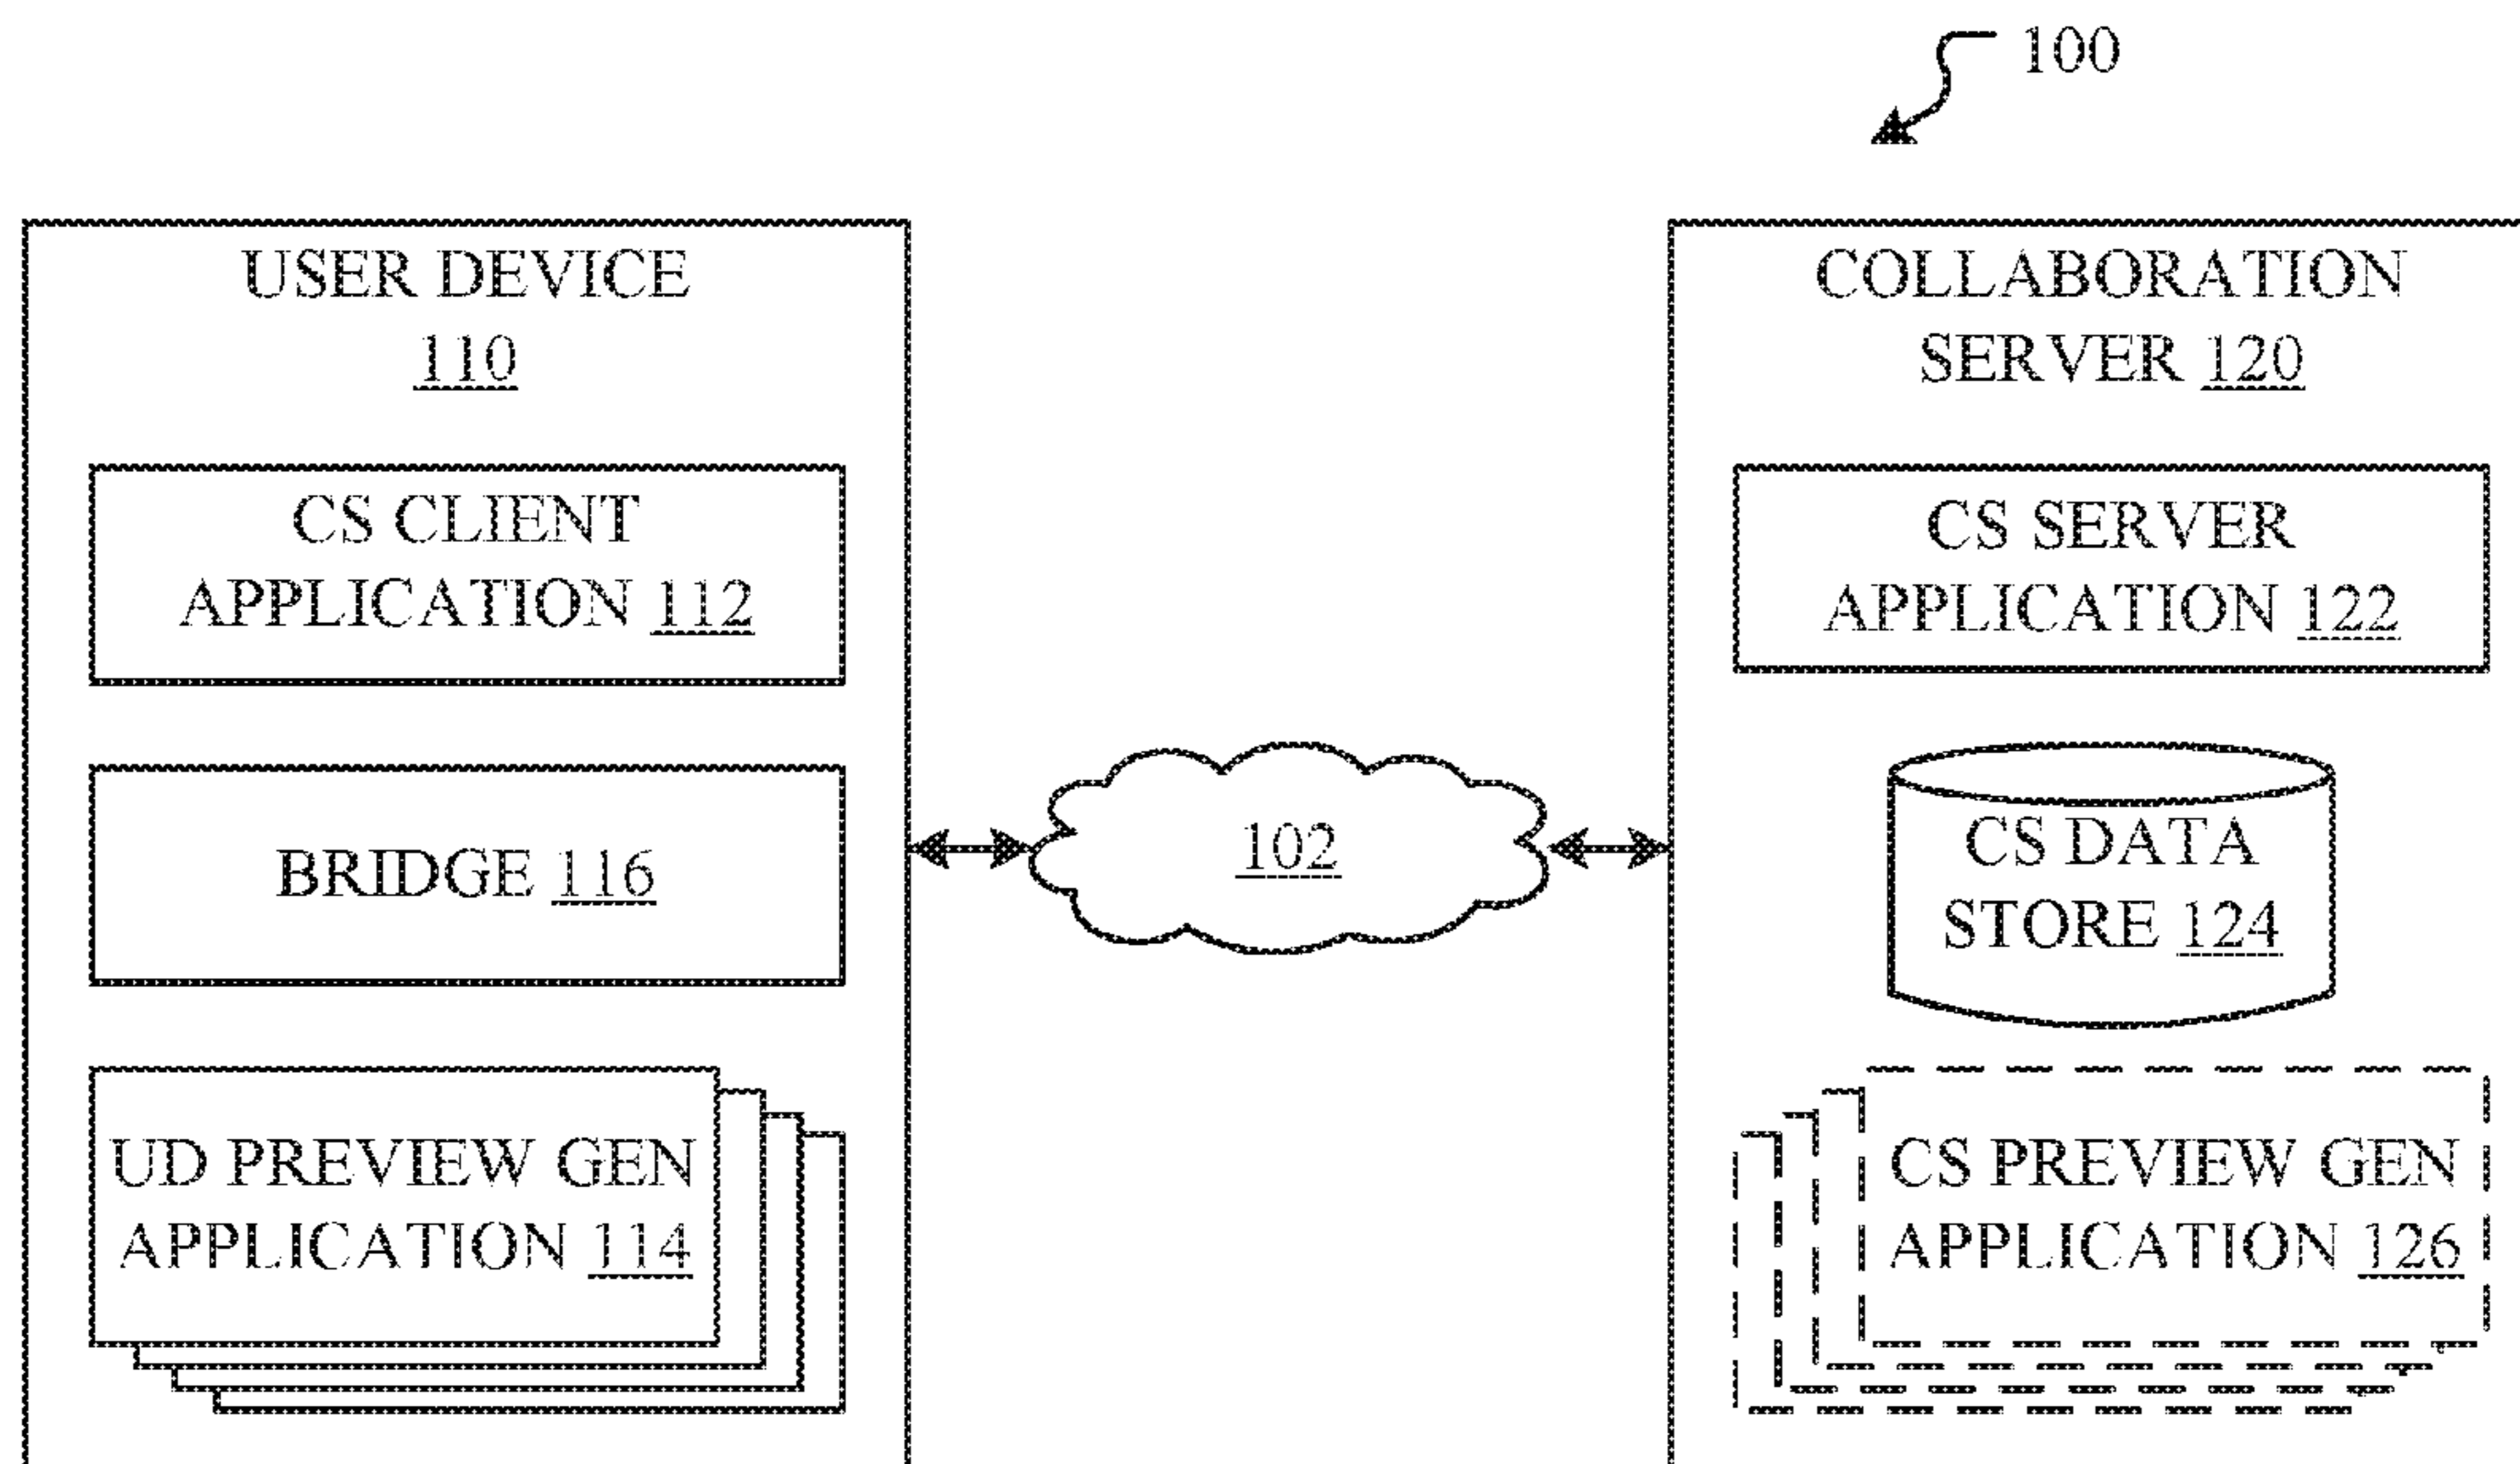 100
USER DEVICE
110
CS CLIENT
APPLICATION 112
BRIDGE 116
UD PREVIEW GEN
APPLICATION 114
102
COLLABORATION
SERVER 120
CS SERVER
APPLICATION 122
CS DATA
STORE 124
CS PREVIEW GEN
APPLICATION 126